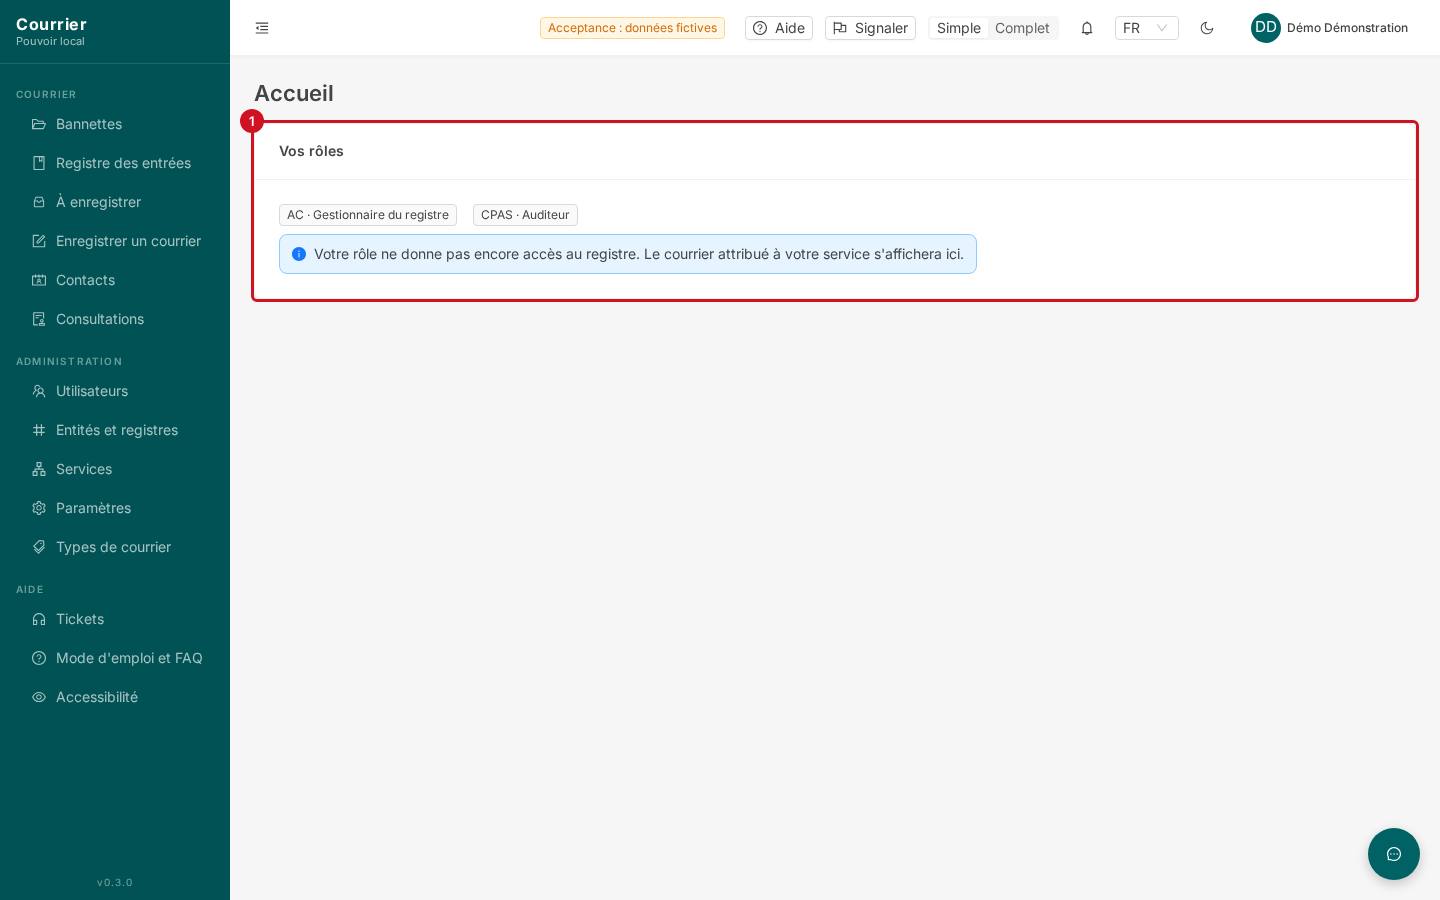 Courrier
Pouvoir local
COURRIER
Bannettes
Registre des entrées
À enregistrer
Enregistrer un courrier
Contacts
Consultations
ADMINISTRATION
Utilisateurs
Entités et registres
Services
Paramètres
Types de courrier
AIDE
Tickets
Mode d'emploi et FAQ
Accessibilité
v0.3.0
Acceptance : données fictives
Aide
Signaler
Simple Complet
FR
DD Démo Démonstration
Accueil
1
Vos rôles
AC · Gestionnaire du registre
CPAS · Auditeur
Votre rôle ne donne pas encore accès au registre. Le courrier attribué à votre service s'affichera ici.